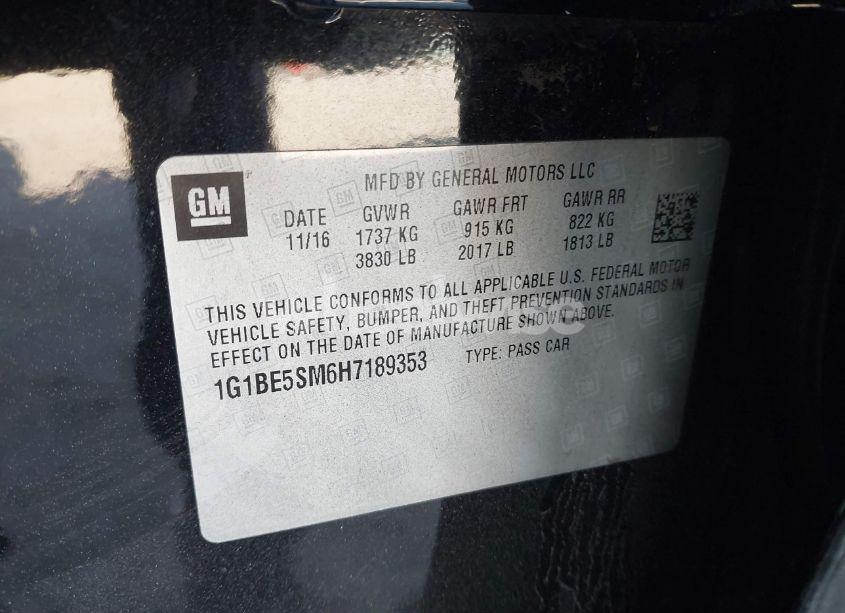 GM
MFD BY GENERAL MOTORS LLC
DATE GVWR GAWR FRT GAWR RR
11/16 1737 KG 915 KG 822 KG
3830 LB 2017 LB 1813 LB
THIS VEHICLE CONFORMS TO ALL APPLICABLE U.S. FEDERAL MOTOR
VEHICLE SAFETY, BUMPER, AND THEFT PREVENTION STANDARDS IN
EFFECT ON THE DATE OF MANUFACTURE SHOWN ABOVE.
1G1BE5SM6H7189353 TYPE: PASS CAR